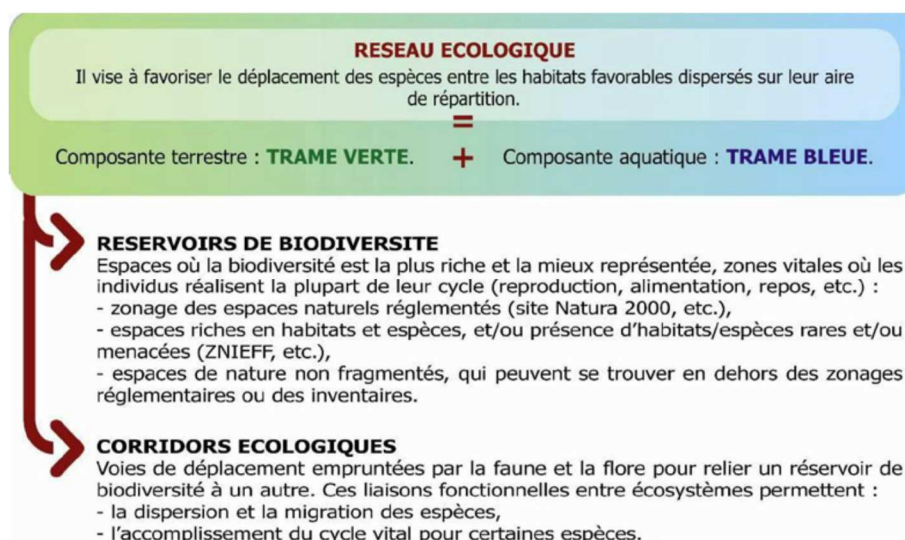 RESEAU ECOLOGIQUE
Il vise à favoriser le déplacement des espèces entre les habitats favorables dispersés sur leur aire
de répartition.
=
Composante terrestre : TRAME VERTE. + Composante aquatique : TRAME BLEUE.
RESERVOIRS DE BIODIVERSITE
Espaces où la biodiversité est la plus riche et la mieux représentée, zones vitales où les
individus réalisent la plupart de leur cycle (reproduction, alimentation, repos, etc.) :
- zonage des espaces naturels réglementés (site Natura 2000, etc.),
- espaces riches en habitats et espèces, et/ou présence d'habitats/espèces rares et/ou
menacées (ZNIEFF, etc.),
- espaces de nature non fragmentés, qui peuvent se trouver en dehors des zonages
réglementaires ou des inventaires.
CORRIDORS ECOLOGIQUES
Voies de déplacement empruntées par la faune et la flore pour relier un réservoir de
biodiversité à un autre. Ces liaisons fonctionnelles entre écosystèmes permettent :
- la dispersion et la migration des espèces,
- l'accomplissement du cycle vital pour certaines espèces.